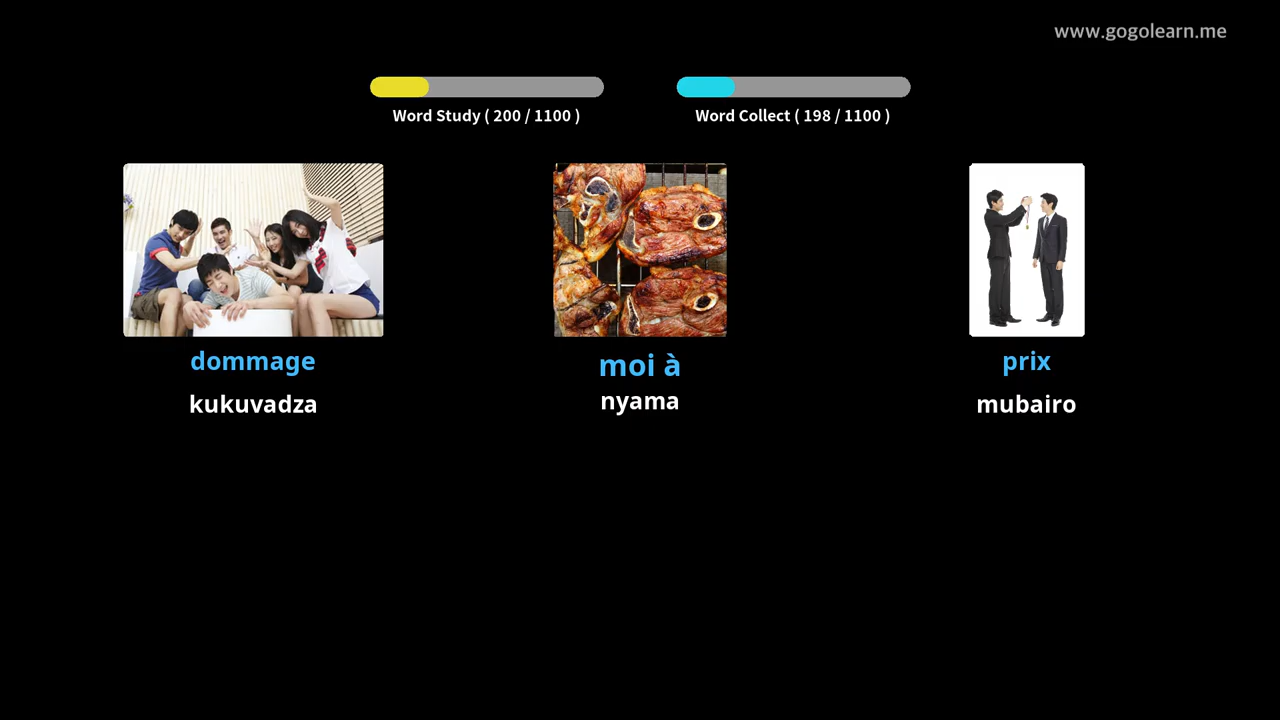 www.gogolearn.me
Word Study ( 200 / 1100 )
Word Collect ( 198 / 1100 )
dommage
kukuvadza
moi à
nyama
prix
mubairo